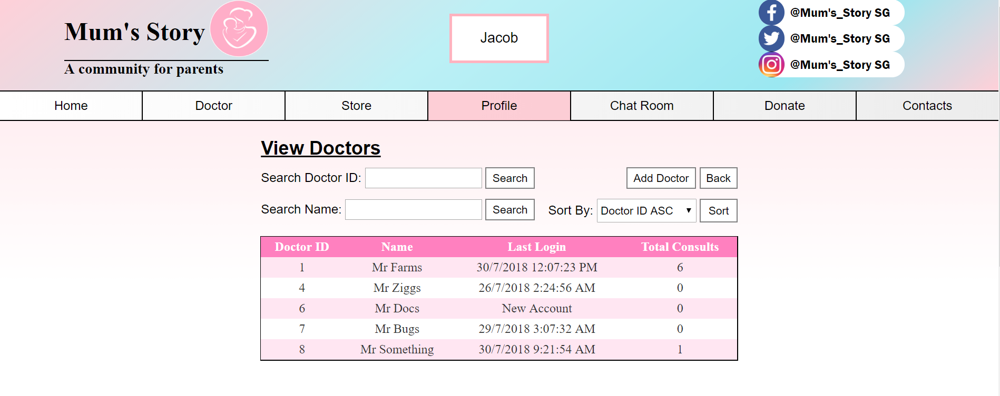 Mum's Story
A community for parents
Jacob
@Mum's_Story SG
@Mum's_Story SG
@Mum's_Story SG
Home Doctor Store Profile Chat Room Donate Contacts
View Doctors
Search Doctor ID: Search Add Doctor Back
Search Name: Search Sort By: Doctor ID ASC Sort
Doctor ID Name Last Login Total Consults
1 Mr Farms 30/7/2018 12:07:23 PM 6
4 Mr Ziggs 26/7/2018 2:24:56 AM 0
6 Mr Docs New Account 0
7 Mr Bugs 29/7/2018 3:07:32 AM 0
8 Mr Something 30/7/2018 9:21:54 AM 1